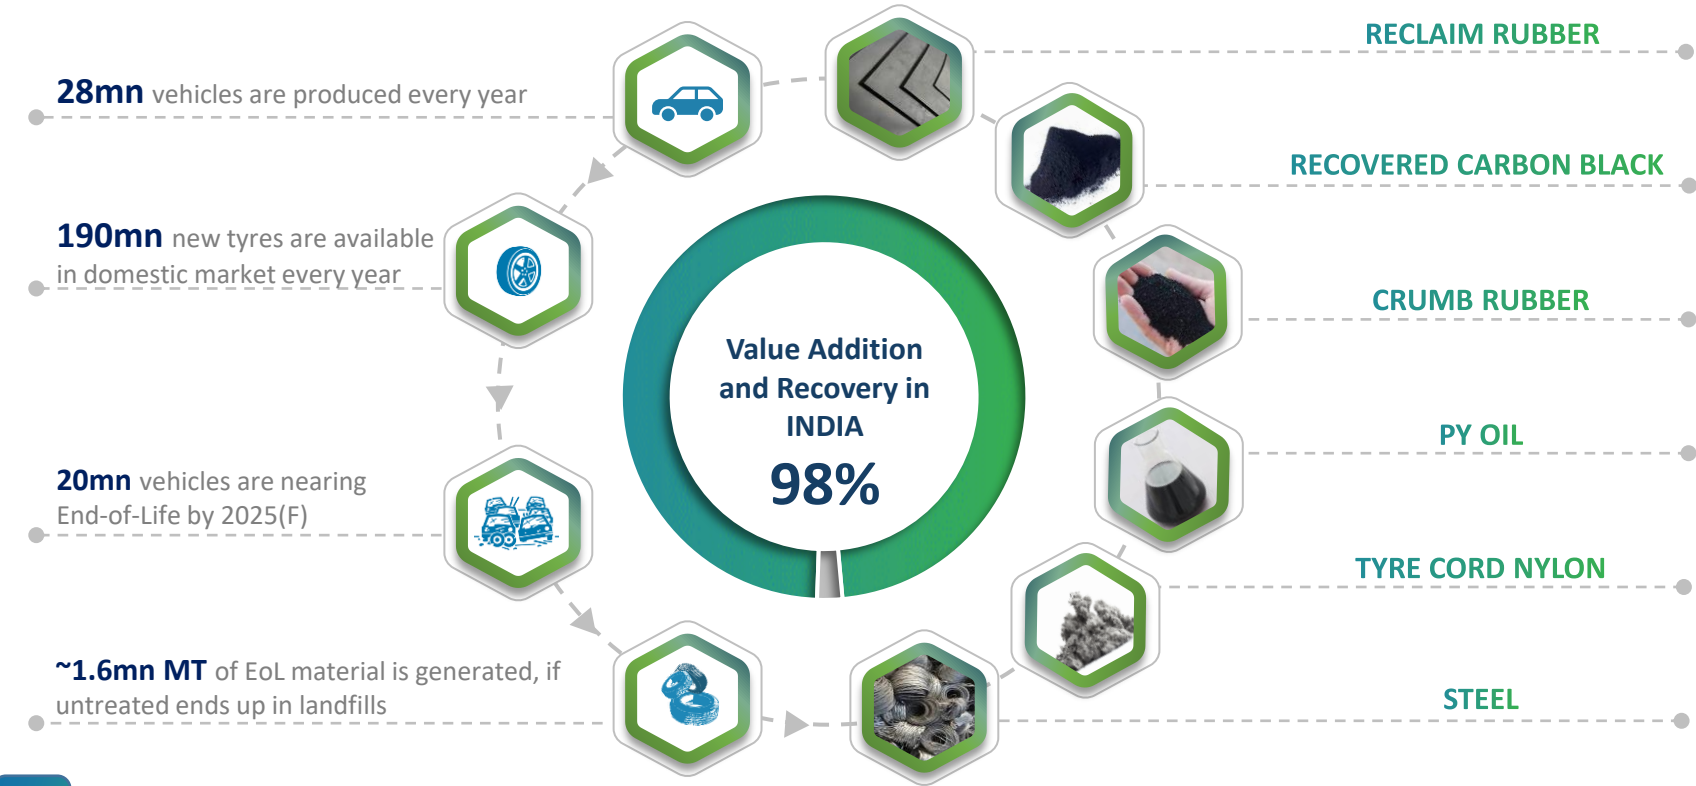 28mn vehicles are produced every year
190mn new tyres are available
in domestic market every year
20mn vehicles are nearing
End-of-Life by 2025(F)
~1.6mn MT of EoL material is generated, if
untreated ends up in landfills
Value Addition
and Recovery in
INDIA
98%
RECLAIM RUBBER
RECOVERED CARBON BLACK
CRUMB RUBBER
PY OIL
TYRE CORD NYLON
STEEL